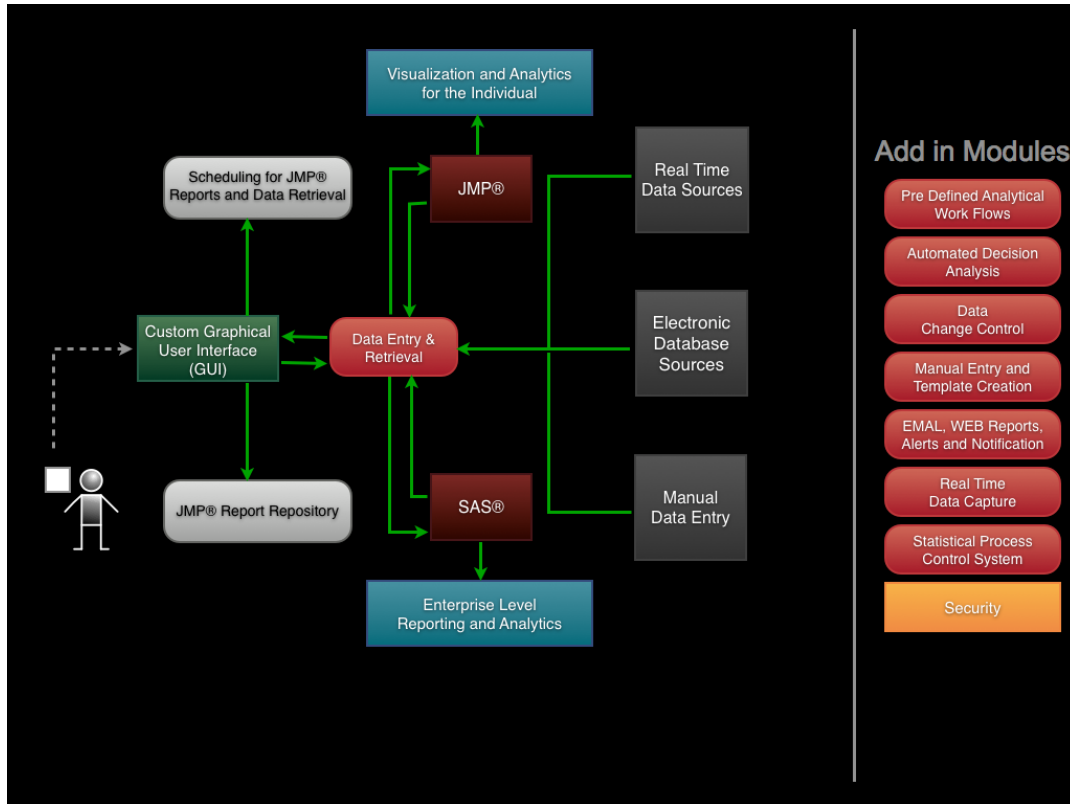 Visualization and Analytics
for the Individual
Scheduling for JMP®
Reports and Data Retrieval
JMP®
Real Time
Data Sources
Custom Graphical
User Interface
(GUI)
Data Entry &
Retrieval
Electronic
Database
Sources
JMP® Report Repository
SAS®
Manual
Data Entry
Enterprise Level
Reporting and Analytics
Add in Modules
Pre Defined Analytical
Work Flows
Automated Decision
Analysis
Data
Change Control
Manual Entry and
Template Creation
EMAL, WEB Reports,
Alerts and Notification
Real Time
Data Capture
Statistical Process
Control System
Security